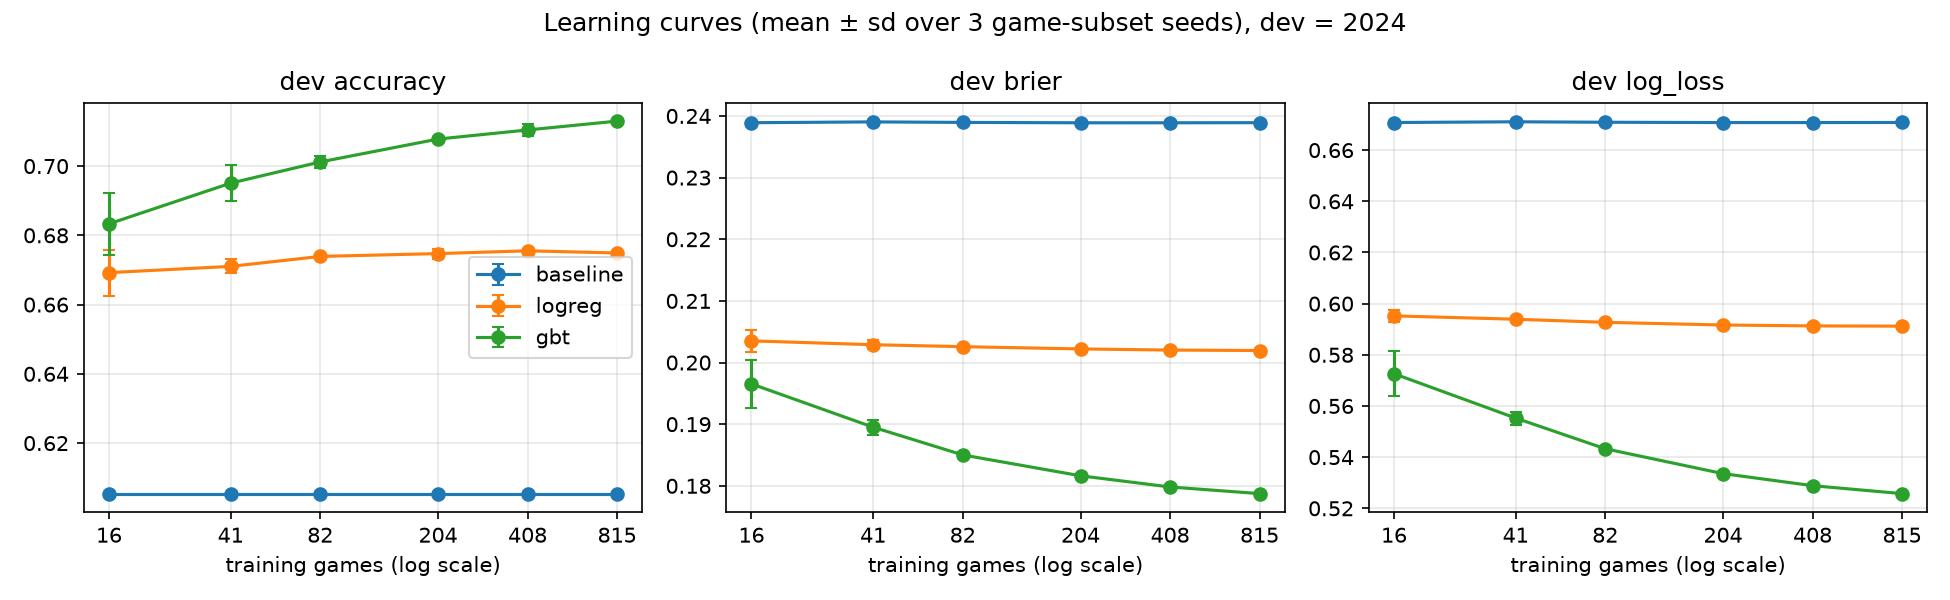 Learning curves (mean ± sd over 3 game-subset seeds), dev = 2024
dev accuracy
0.70
0.68
0.66
0.64
0.62
16 41 82 204 408 815
training games (log scale)
baseline
logreg
gbt
dev brier
0.24
0.23
0.22
0.21
0.20
0.19
0.18
16 41 82 204 408 815
training games (log scale)
dev log_loss
0.66
0.64
0.62
0.60
0.58
0.56
0.54
0.52
16 41 82 204 408 815
training games (log scale)